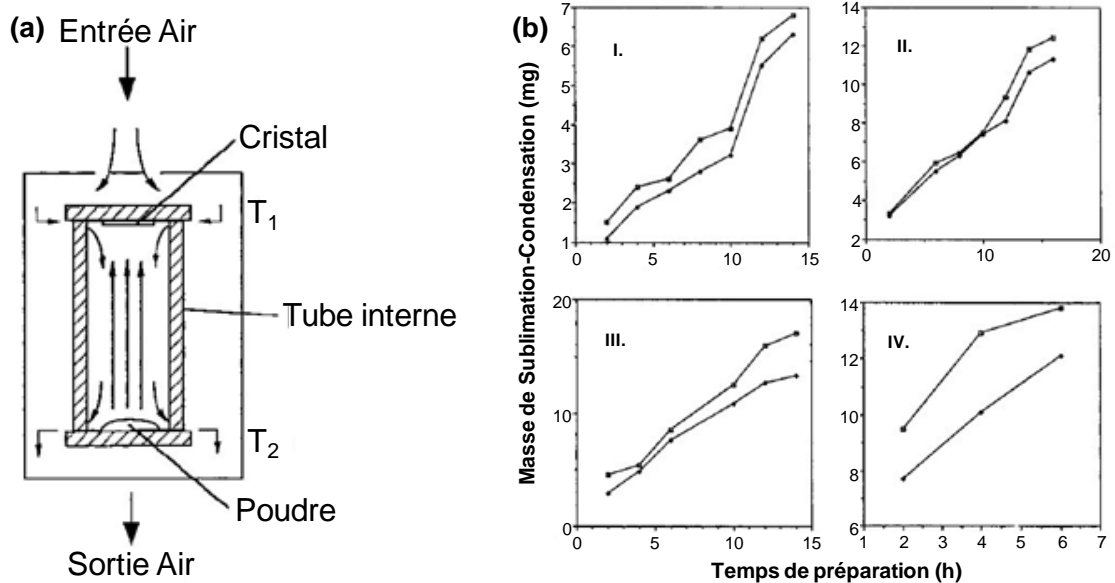 (a)
Entrée Air
Cristal
T1
Tube interne
T2
Poudre
Sortie Air
(b)
Masse de Sublimation-Condensation (mg)
I.
7
6
5
4
3
2
1
0 5 10 15
II.
14
12
10
8
6
4
2
0 10 20
III.
20
10
0
0 5 10 15
IV.
14
12
10
8
6
1 2 3 4 5 6 7
Temps de préparation (h)